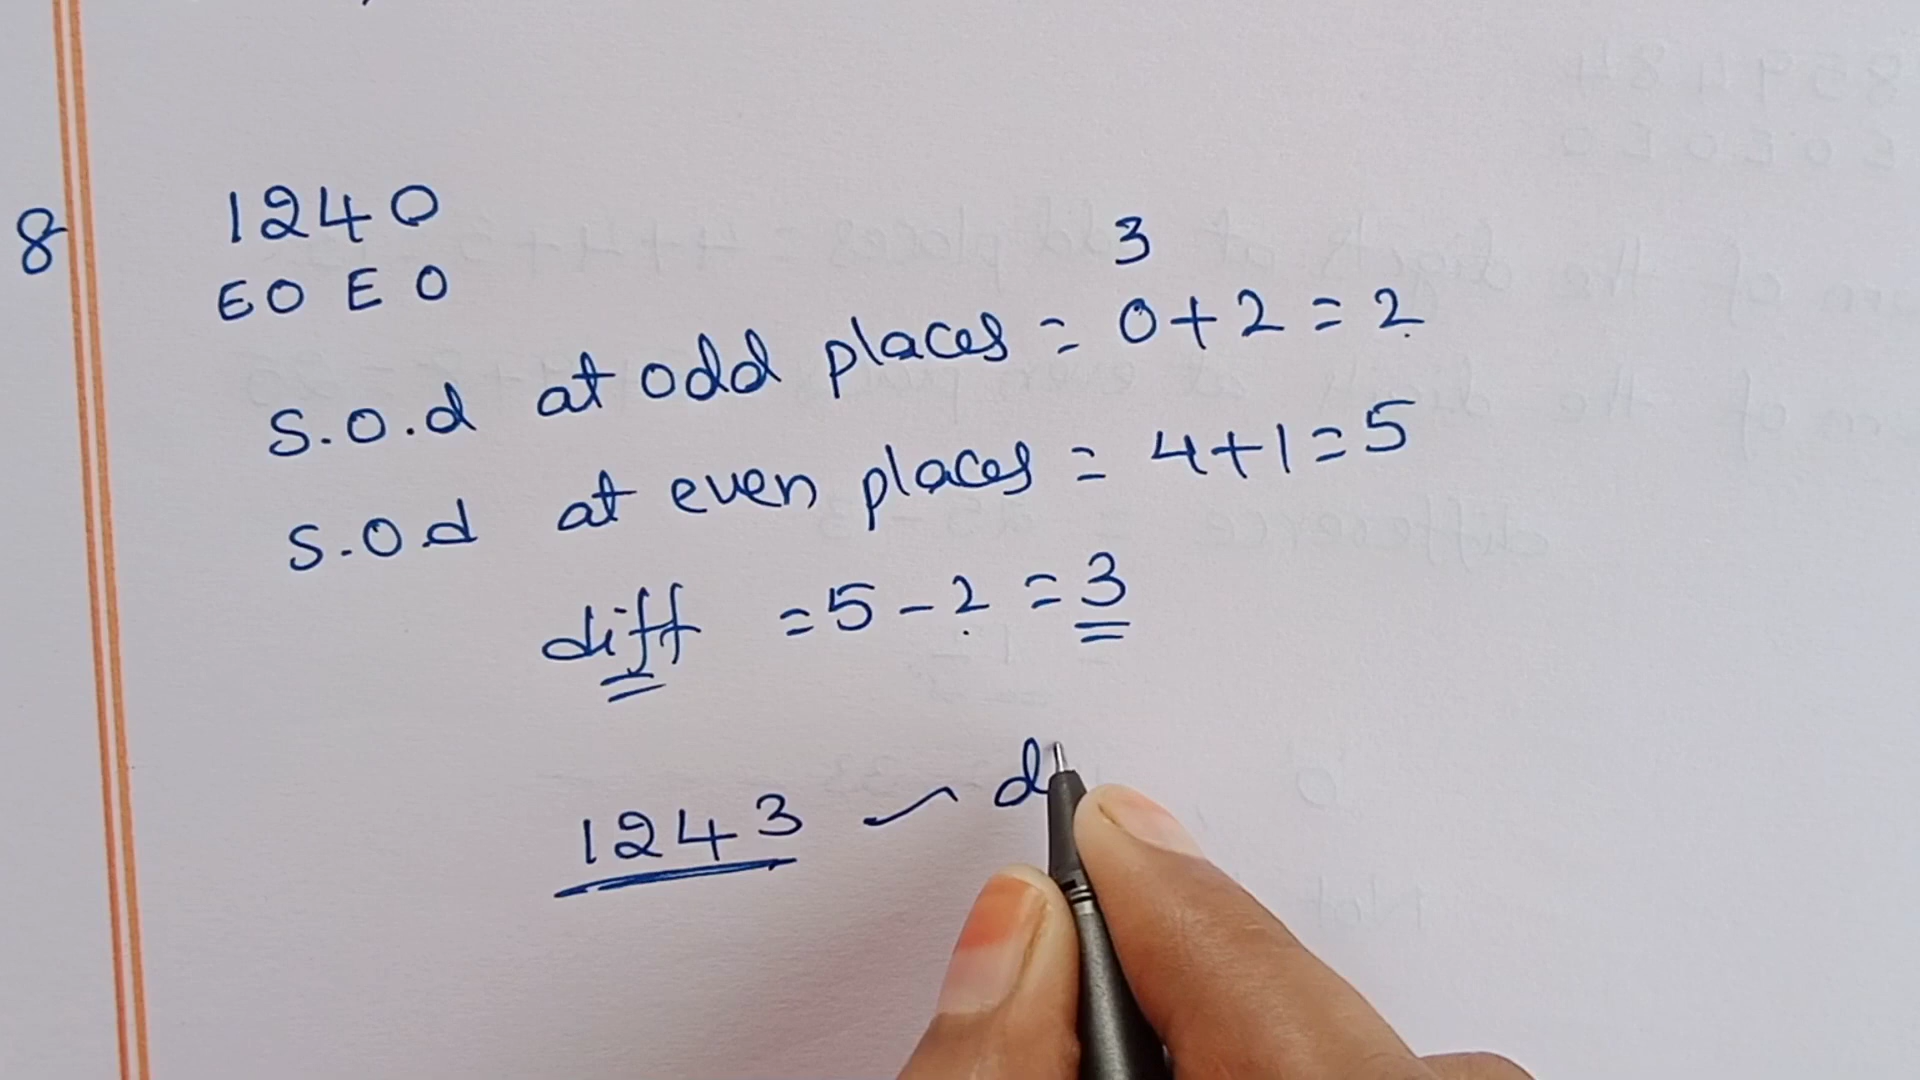 8 1240
E O E O
3
S.O.d at odd places = 0+2 = 2
S.O.d at even places = 4+1=5
diff = 5 - 2 = 3
1243 d